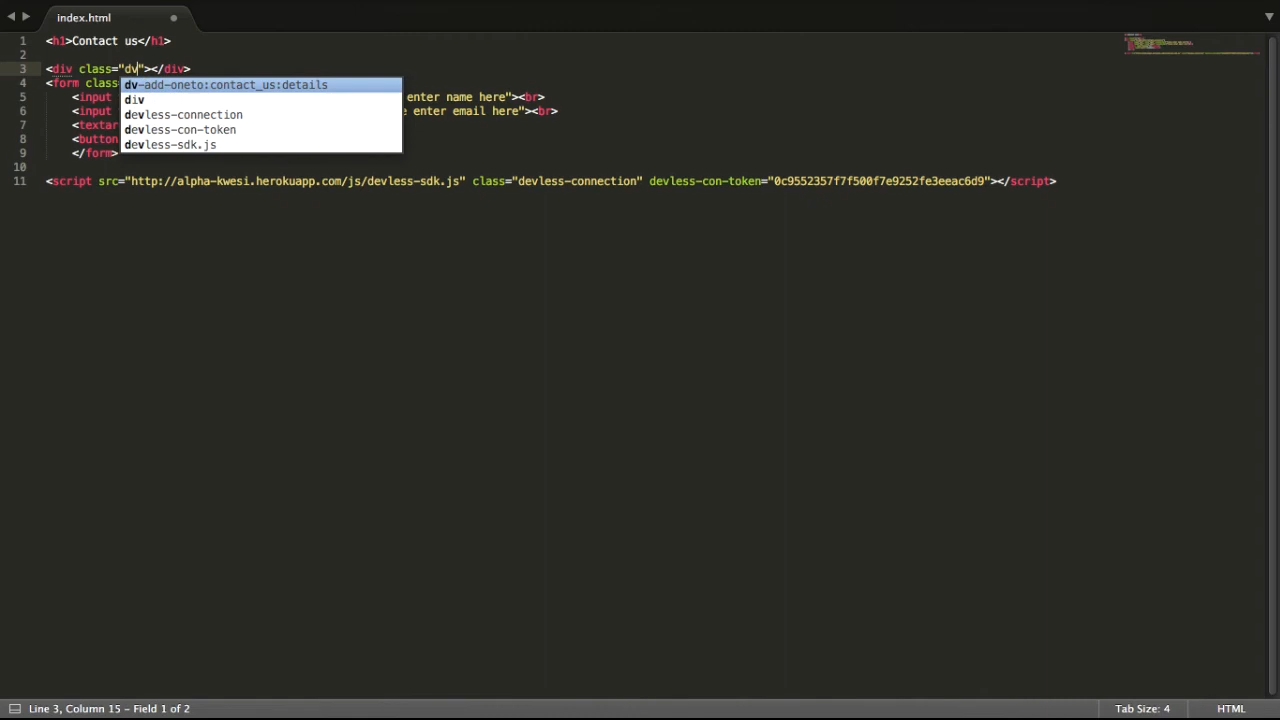 index.html
1 <h1>Contact us</h1>
2
3 <div class="dv"></div>
4 <form class
dv-add-oneto:contact_us:details
div
devless-connection
devless-con-token
devless-sdk.js
5 <input enter name here"><br>
6 <input e enter email here"><br>
7 <textar
8 <button
9 </form>
10
11 <script src="http://alpha-kwesi.herokuapp.com/js/devless-sdk.js" class="devless-connection" devless-con-token="0c9552357f7f500f7e9252fe3eeac6d9"></script>
Line 3, Column 15 – Field 1 of 2
Tab Size: 4
HTML